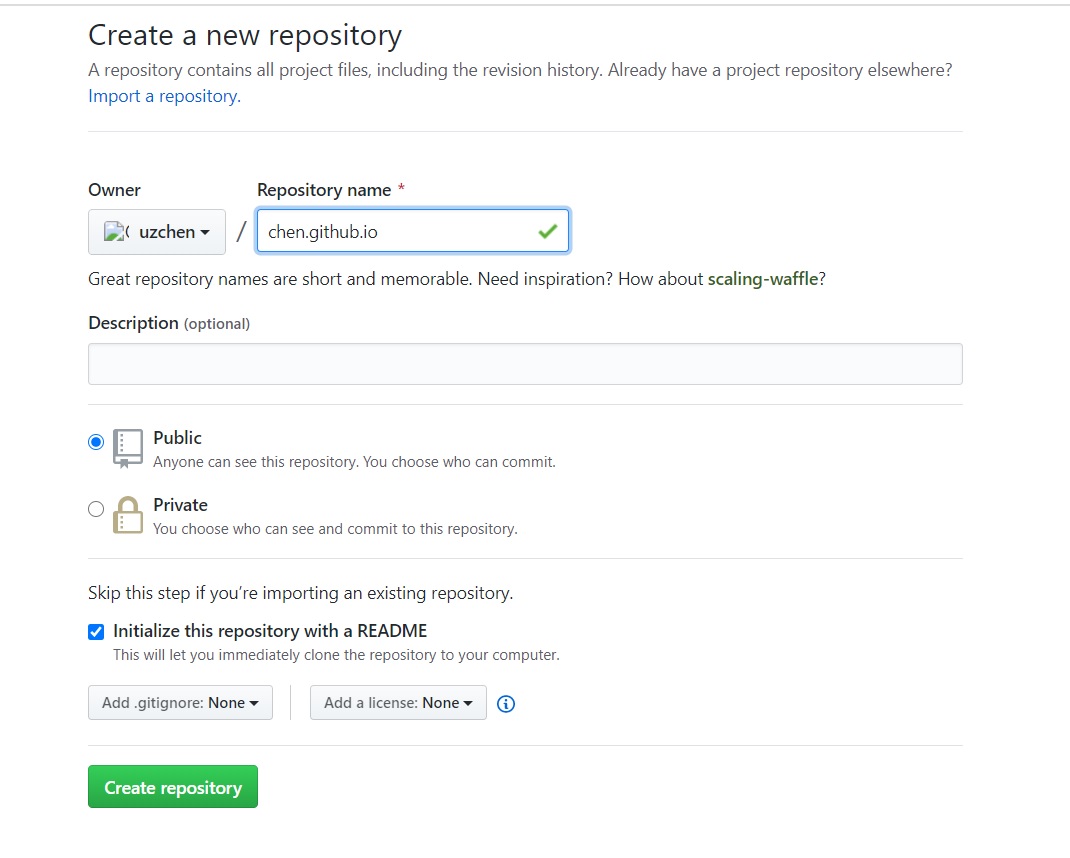 Create a new repository
A repository contains all project files, including the revision history. Already have a project repository elsewhere?
Import a repository.
Owner
Repository name *
uzchen / chen.github.io
Great repository names are short and memorable. Need inspiration? How about scaling-waffle?
Description (optional)
Public
Anyone can see this repository. You choose who can commit.
Private
You choose who can see and commit to this repository.
Skip this step if you’re importing an existing repository.
Initialize this repository with a README
This will let you immediately clone the repository to your computer.
Add .gitignore: None
Add a license: None
Create repository